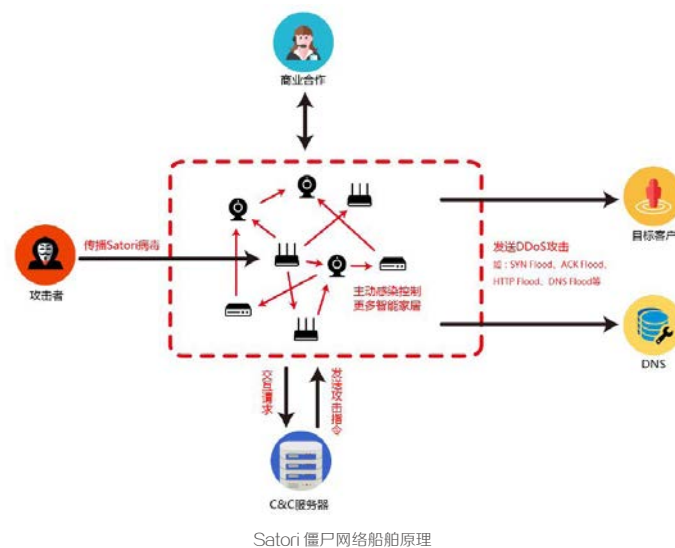 商业合作
传播Satori病毒
攻击者
主动感染控制
更多智能家居
发送DDoS攻击
如：SYN Flood、ACK Flood、
HTTP Flood、DNS Flood等
目标客户
DNS
交互请求
发送攻击指令
C&C服务器
Satori 僵尸网络船舶原理